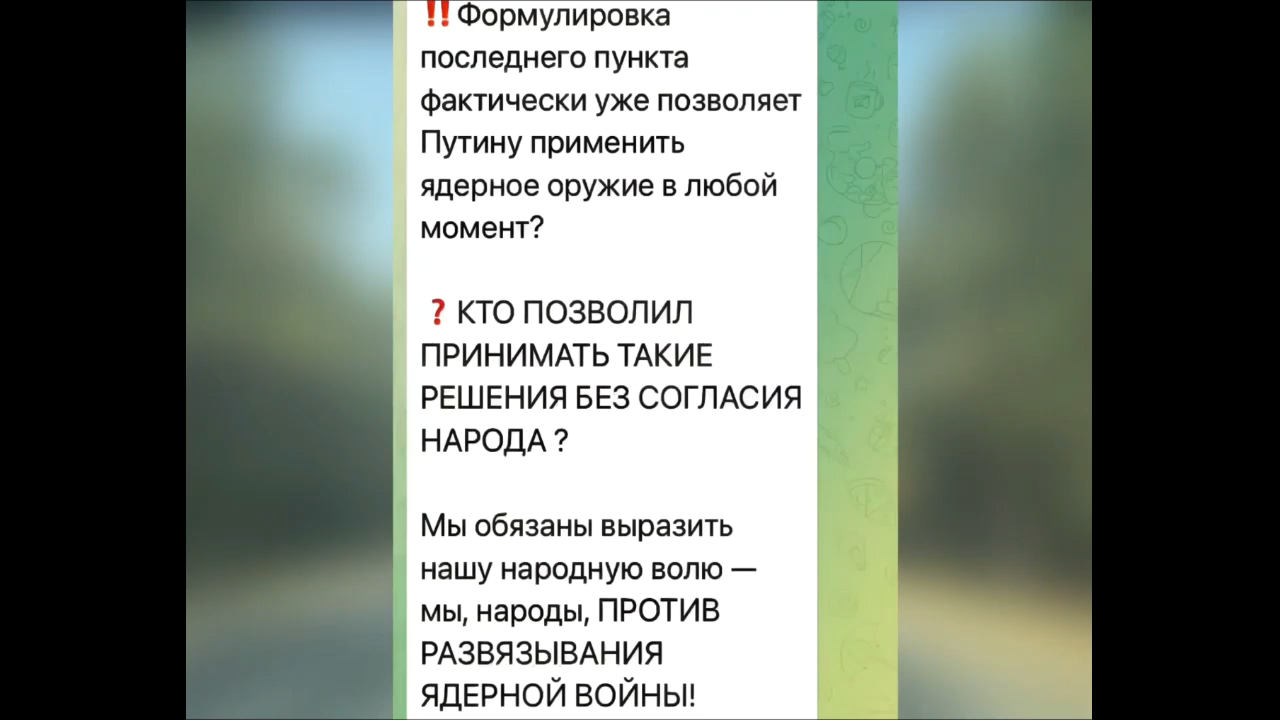 ‼️Формулировка
последнего пункта
фактически уже позволяет
Путину применить
ядерное оружие в любой
момент?
❓КТО ПОЗВОЛИЛ
ПРИНИМАТЬ ТАКИЕ
РЕШЕНИЯ БЕЗ СОГЛАСИЯ
НАРОДА ?
Мы обязаны выразить
нашу народную волю —
мы, народы, ПРОТИВ
РАЗВЯЗЫВАНИЯ
ЯДЕРНОЙ ВОЙНЫ!